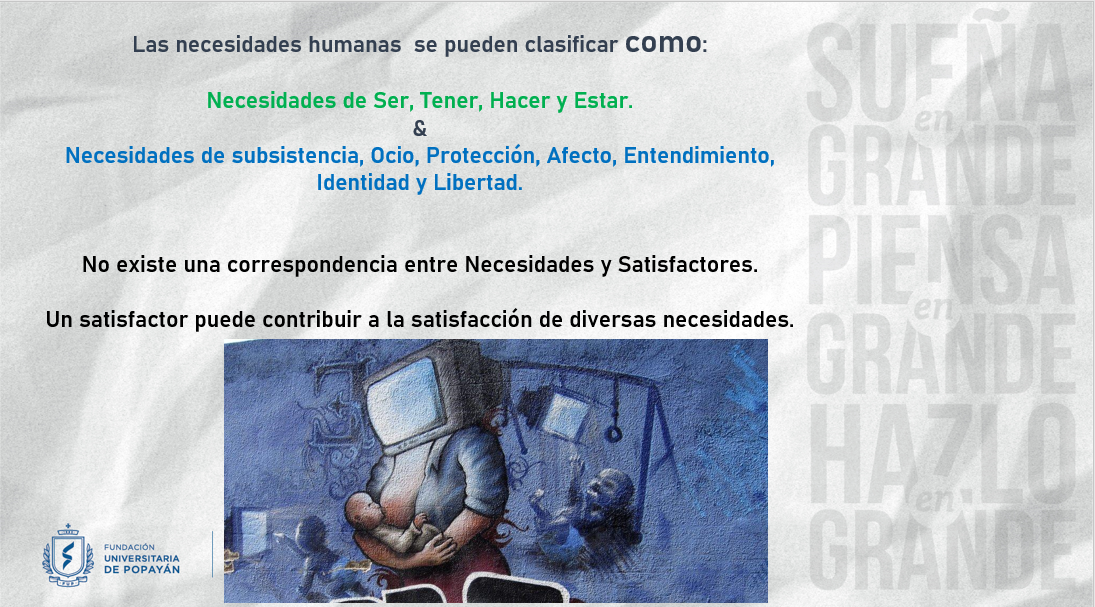 Las necesidades humanas se pueden clasificar como:
Necesidades de Ser, Tener, Hacer y Estar.
&
Necesidades de subsistencia, Ocio, Protección, Afecto, Entendimiento,
Identidad y Libertad.
No existe una correspondencia entre Necesidades y Satisfactores.
Un satisfactor puede contribuir a la satisfacción de diversas necesidades.
FUNDACIÓN
UNIVERSITARIA
DE POPAYÁN
SUEÑA
en
GRANDE
PIENSA
en
GRANDE
HAZLO
en
GRANDE